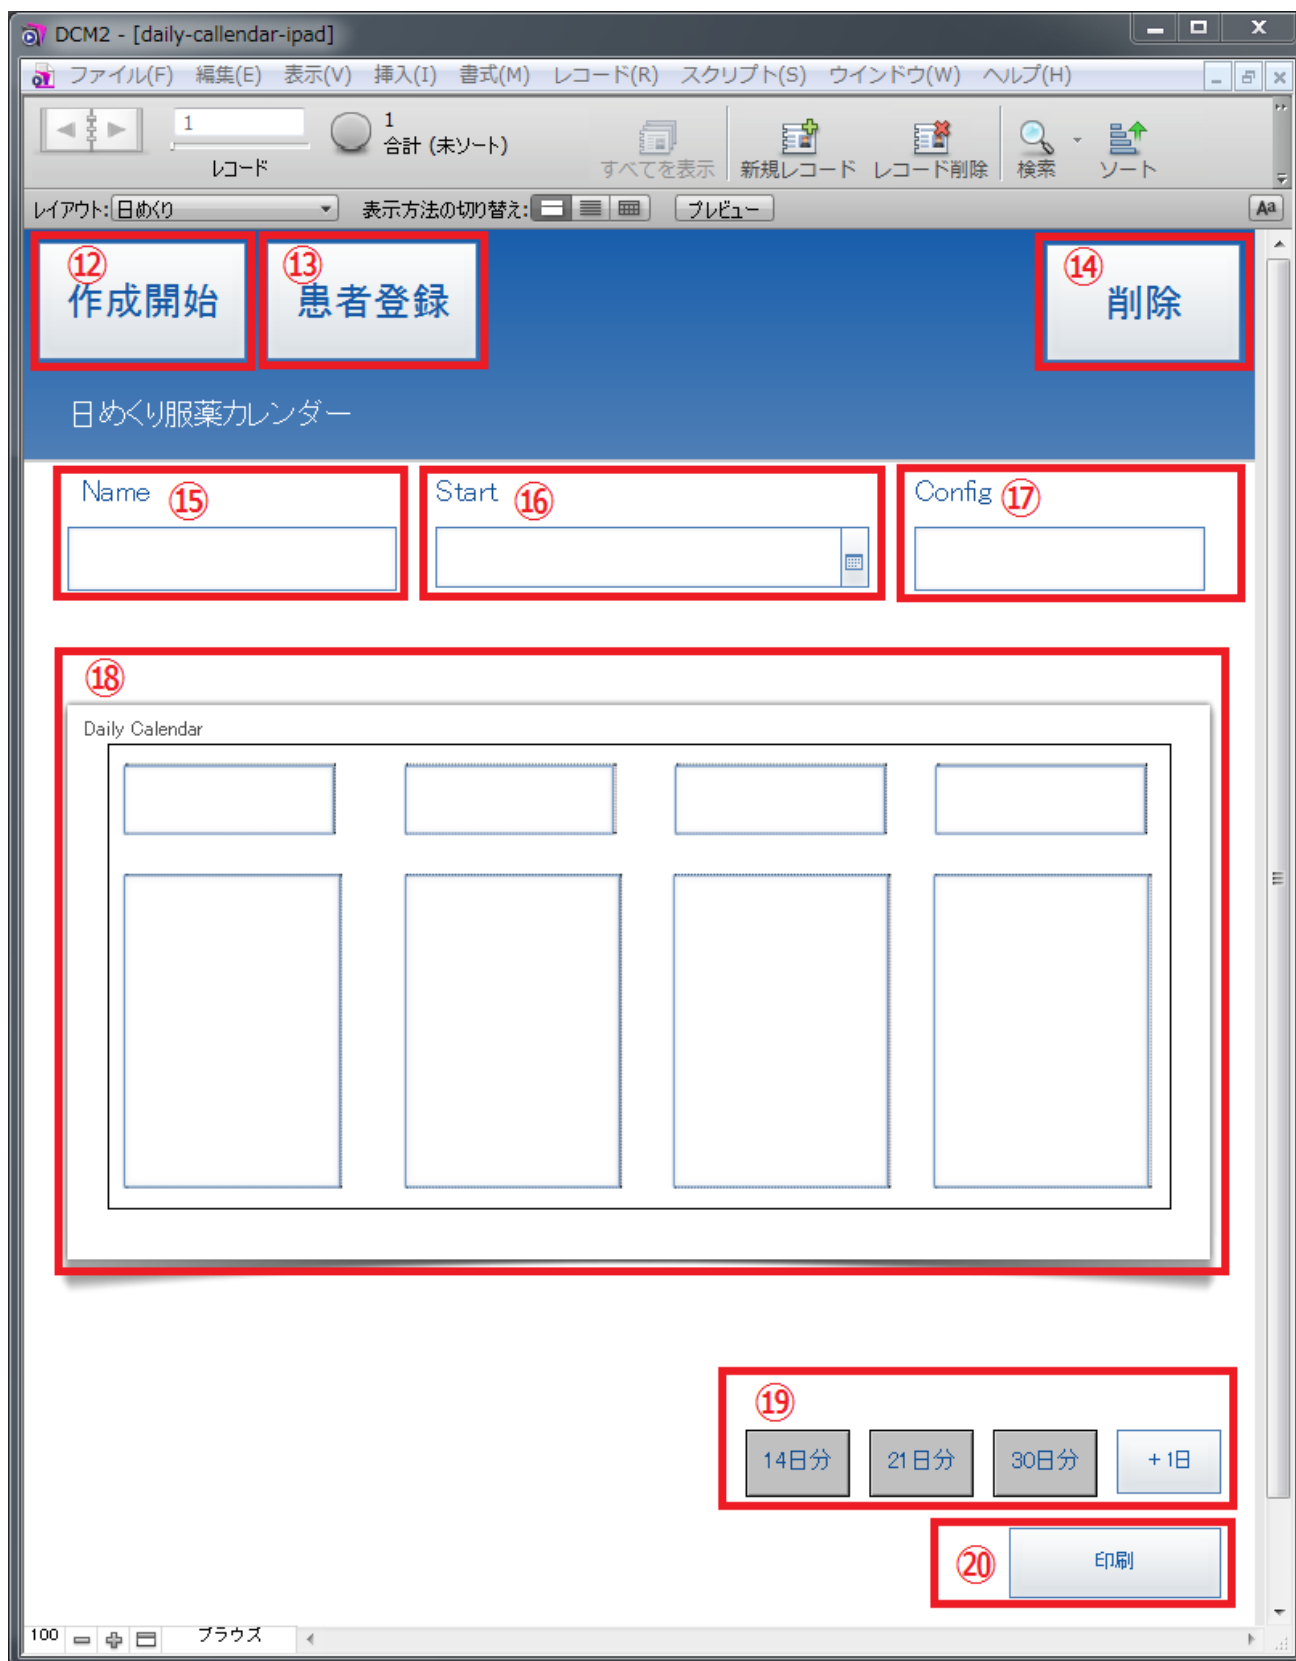 DCM2 - [daily-callendar-ipad]
ファイル(F) 編集(E) 表示(V) 挿入(I) 書式(M) レコード(R) スクリプト(S) ウインドウ(W) ヘルプ(H)
1
1
合計 (未ソート)
レコード
すべてを表示 新規レコード レコード削除 検索 ソート
レイアウト: 日めくり 表示方法の切り替え: プレビュー Aa
⑫ ⑬ ⑭
作成開始 患者登録 削除
日めくり服薬カレンダー
Name ⑮ Start ⑯ Config ⑰
⑱
Daily Calendar
⑲
14日分 21日分 30日分 +1日
⑳ 印刷
100 ブラウズ